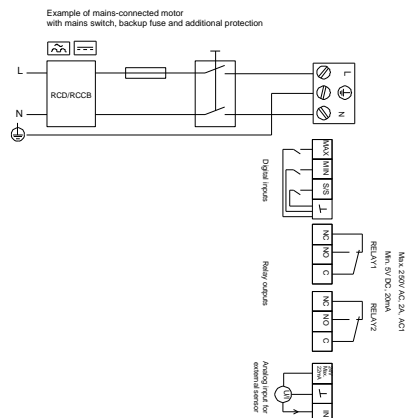 Example of mains-connected motor
with mains switch, backup fuse and additional protection
L
N
RCD/RCCB
L
N
MAX
MIN
S/S
Digital inputs
NC
NO
C
RELAY1
NC
NO
C
RELAY2
Relay outputs
Max. 250V AC, 2A, AC1
Min. 5V DC, 20mA
Max.
22mA
IN
U/I
Analog input for
external sensor